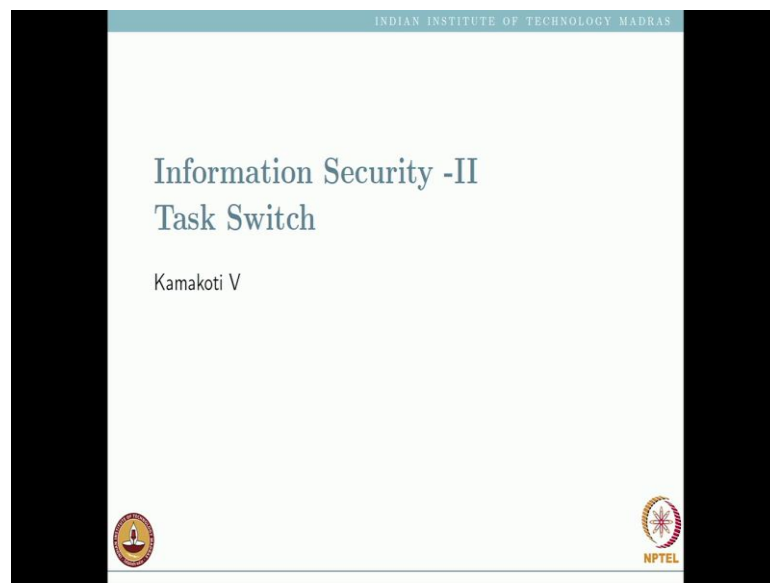 INDIAN INSTITUTE OF TECHNOLOGY MADRAS
Information Security -II
Task Switch
Kamakoti V
NPTEL